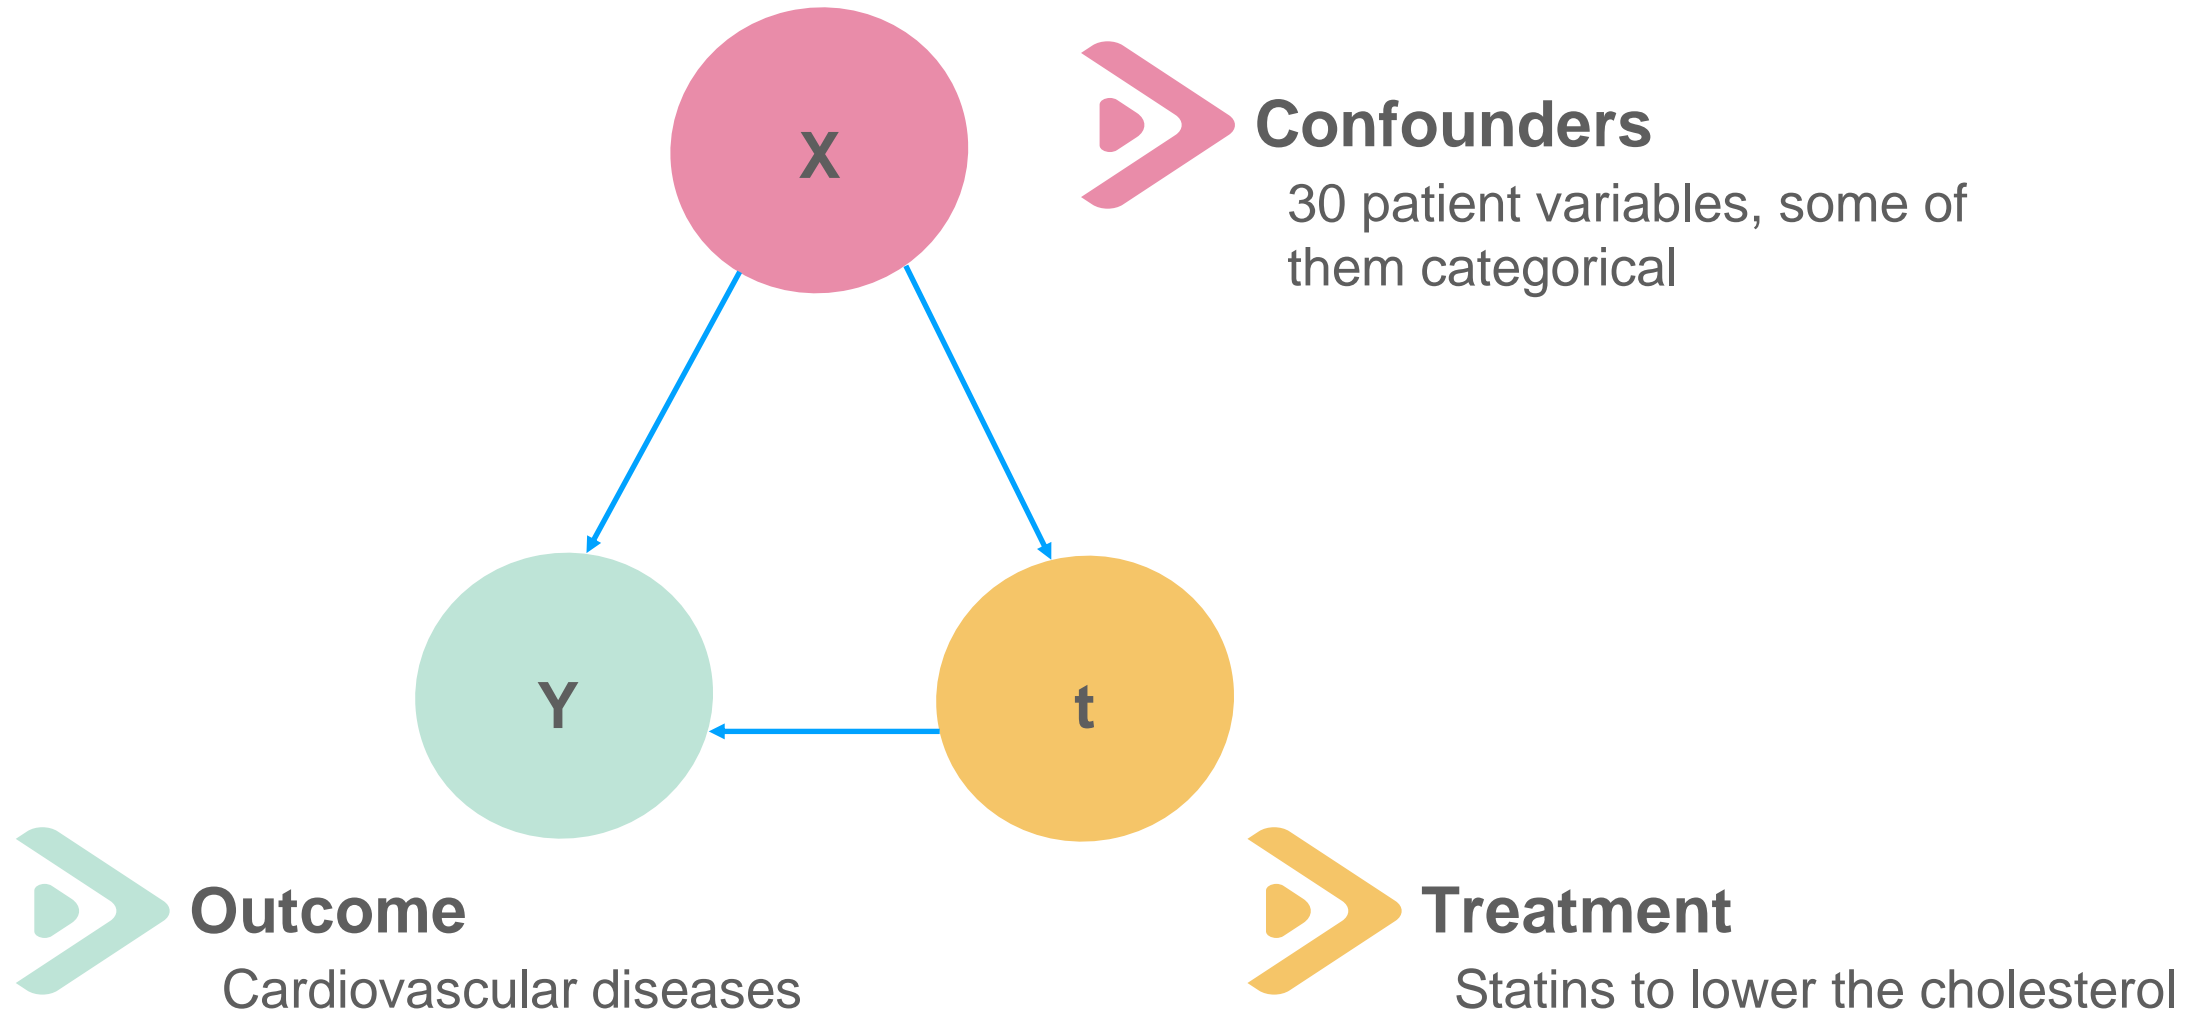 X
Confounders
30 patient variables, some of
them categorical
Y
t
Outcome
Cardiovascular diseases
Treatment
Statins to lower the cholesterol